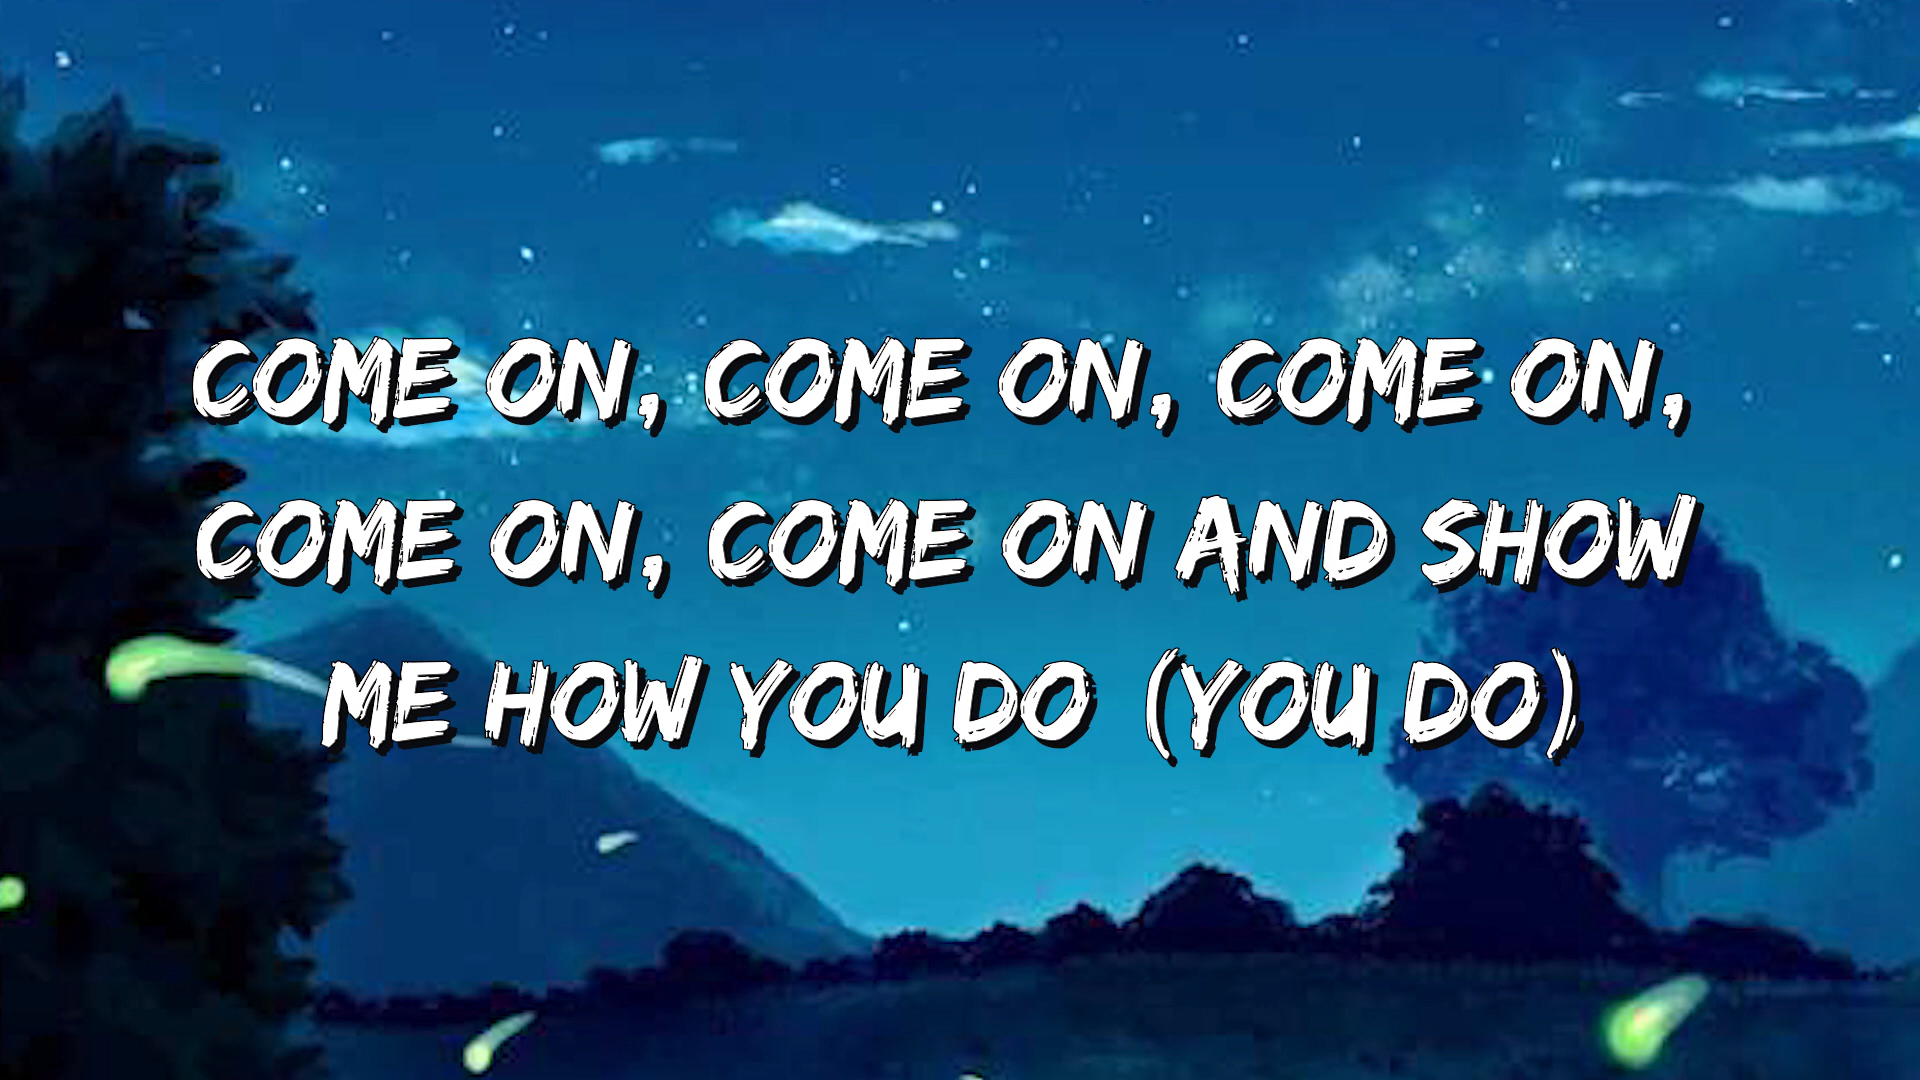 COME ON, COME ON, COME ON,
COME ON, COME ON AND SHOW
ME HOW YOU DO (YOU DO)